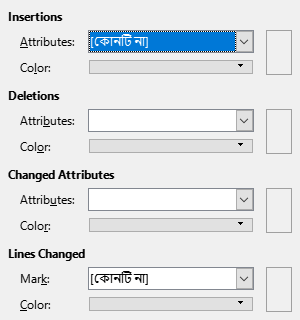 Insertions
Attributes: [কোনটি না]
Color:
Deletions
Attributes:
Color:
Changed Attributes
Attributes:
Color:
Lines Changed
Mark: [কোনটি না]
Color: